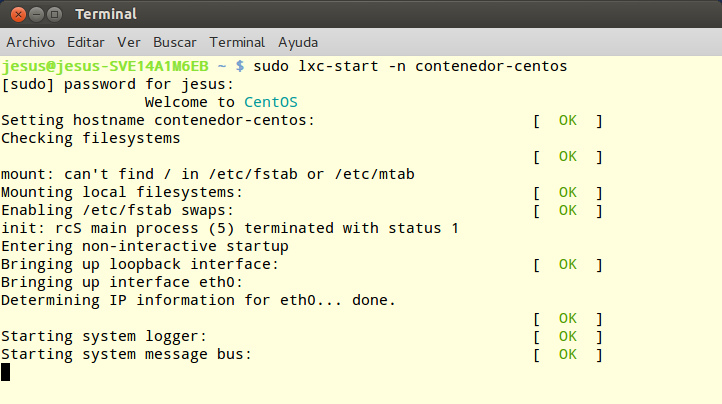 Terminal
Archivo Editar Ver Buscar Terminal Ayuda
jesus@jesus-SVE14A1M6EB ~ $ sudo lxc-start -n contenedor-centos
[sudo] password for jesus:
                Welcome to CentOS
Setting hostname contenedor-centos:                        [  OK  ]
Checking filesystems
                                                           [  OK  ]
mount: can't find / in /etc/fstab or /etc/mtab
Mounting local filesystems:                                [  OK  ]
Enabling /etc/fstab swaps:                                 [  OK  ]
init: rcS main process (5) terminated with status 1
Entering non-interactive startup
Bringing up loopback interface:                            [  OK  ]
Bringing up interface eth0:
Determining IP information for eth0... done.
                                                           [  OK  ]
Starting system logger:                                    [  OK  ]
Starting system message bus:                               [  OK  ]